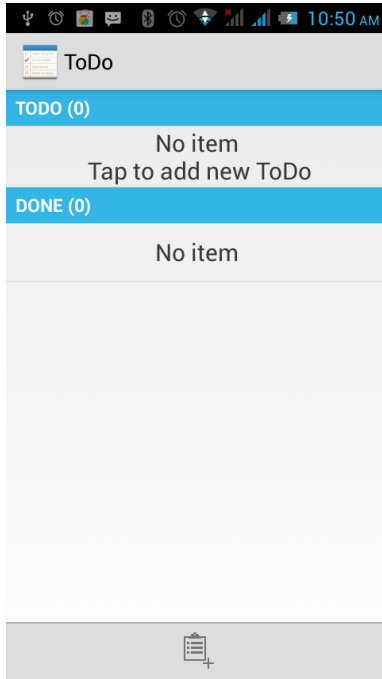 10:50 AM
ToDo
TODO (0)
No item
Tap to add new ToDo
DONE (0)
No item